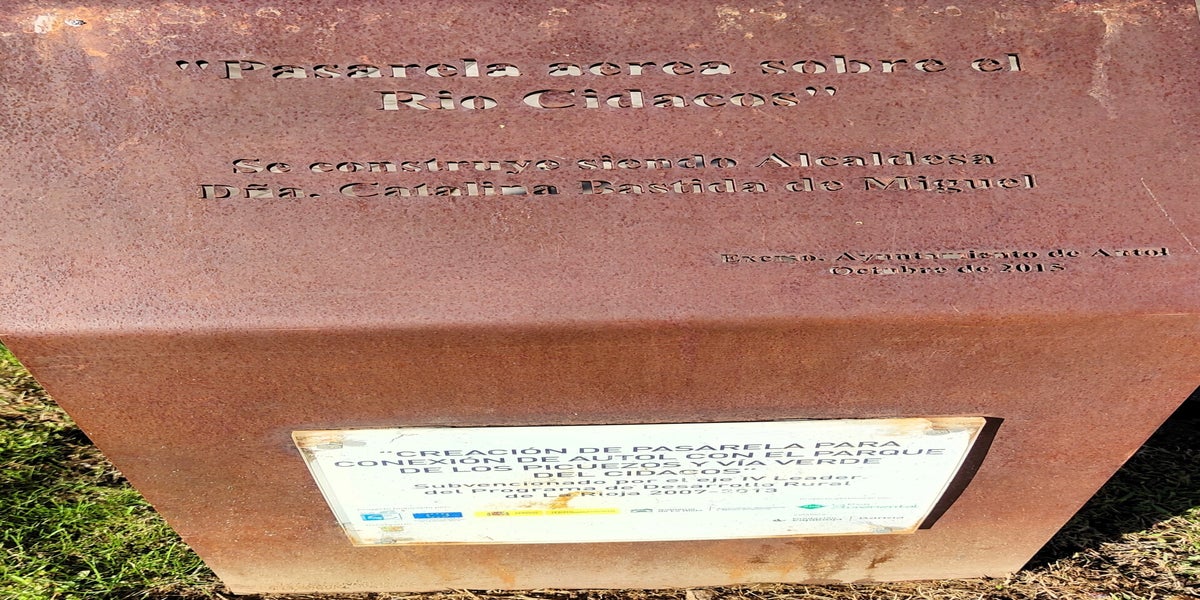 "Pasarela aerea sobre el
Rio Cidacos"
Se construye siendo Alcaldesa
Dña. Catalina Bastida de Miguel
Excmo. Ayuntamiento de Autol
Octubre de 2015
"CREACIÓN DE PASARELA PARA
CONEXIÓN DE AUTOL CON EL PARQUE
DE LOS PICUEZOS Y VÍA VERDE
DEL CIDACOS"
Subvencionado por el eje IV Leader
del Programa de Desarrollo Rural
de La Rioja 2007-2013